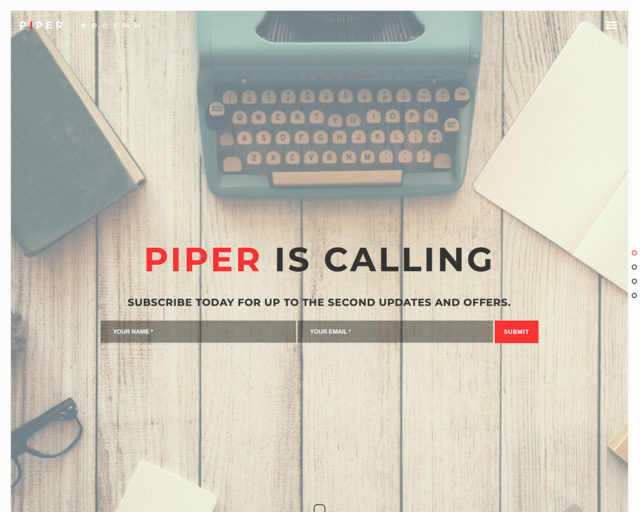 PIPER
PIPER IS CALLING
SUBSCRIBE TODAY FOR UP TO THE SECOND UPDATES AND OFFERS.
YOUR NAME * YOUR EMAIL * SUBMIT